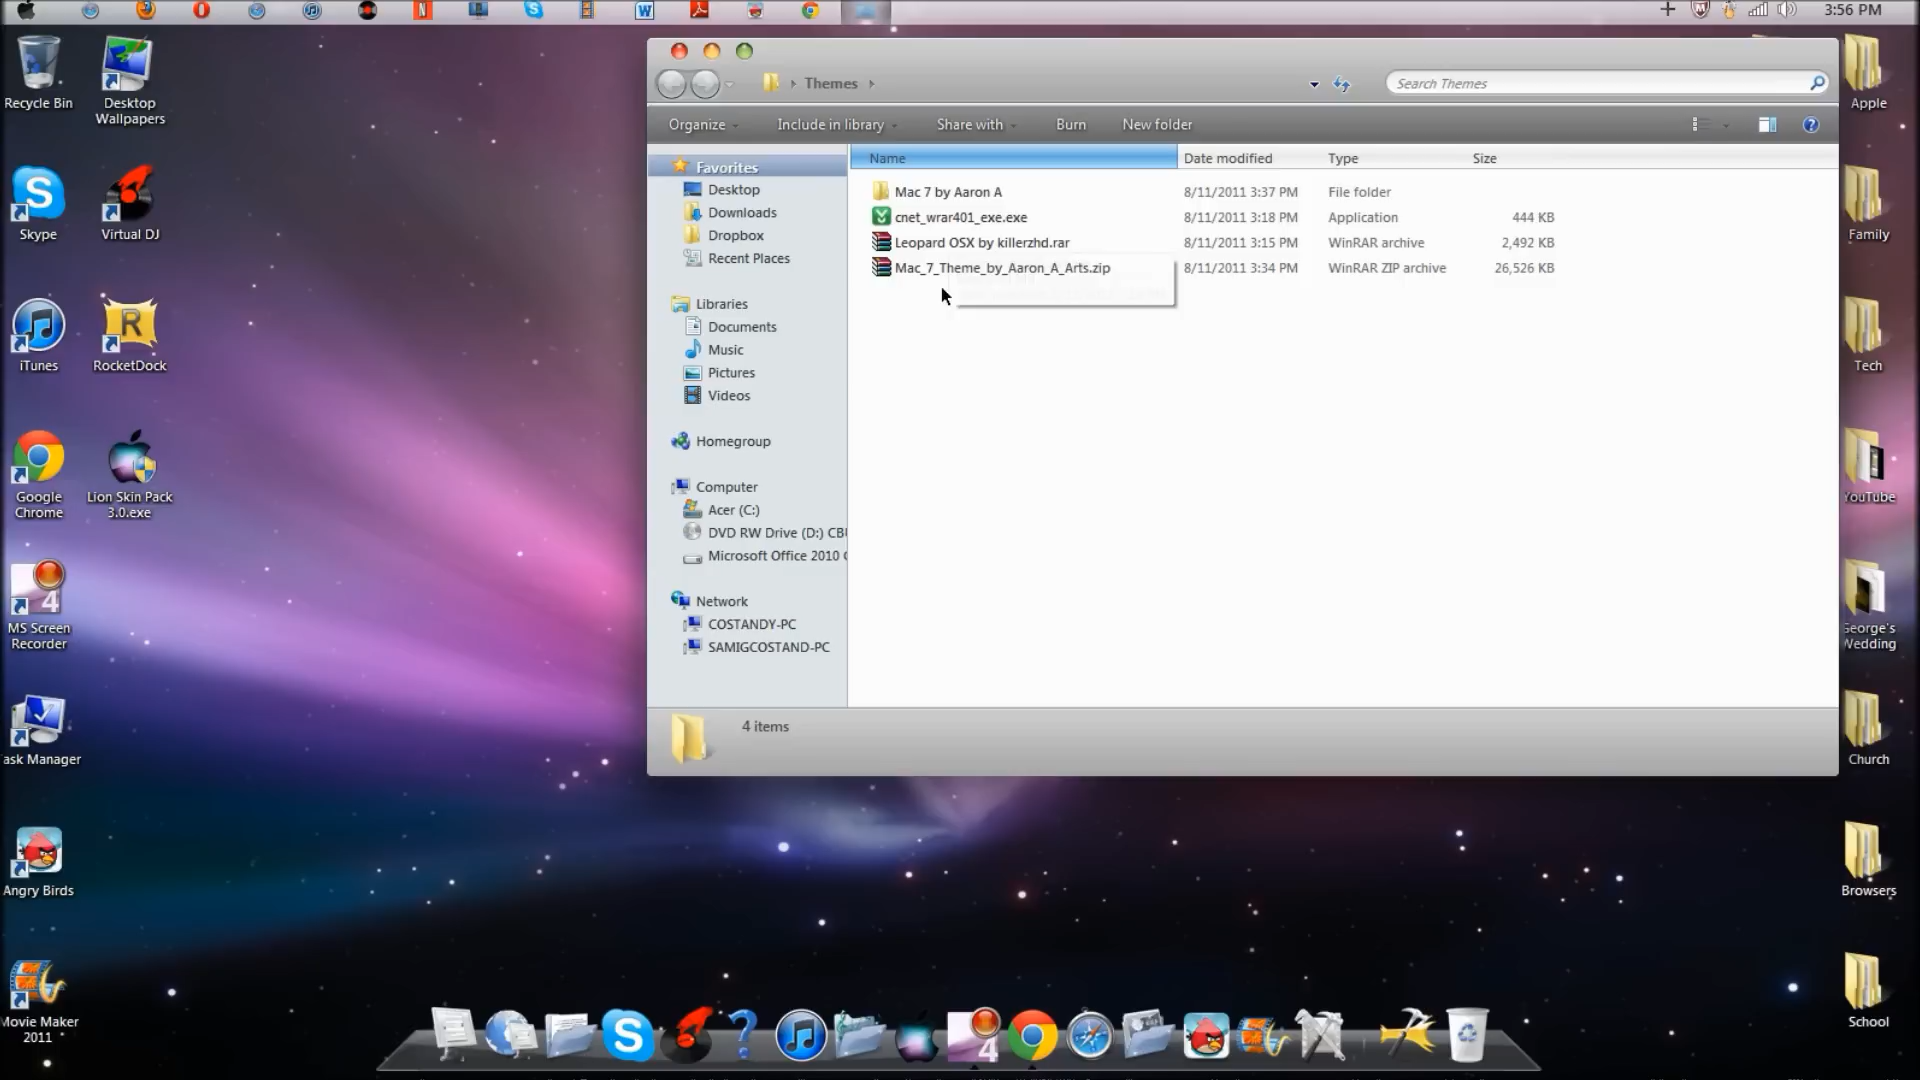 3:56 PM
Recycle Bin
Desktop
Wallpapers
Skype
Virtual DJ
iTunes
RocketDock
Google
Chrome
Lion Skin Pack
3.0.exe
MS Screen
Recorder
ask Manager
Angry Birds
Movie Maker
2011
Themes
Search Themes
Organize
Include in library
Share with
Burn
New folder
Favorites
Desktop
Downloads
Dropbox
Recent Places
Libraries
Documents
Music
Pictures
Videos
Homegroup
Computer
Acer (C:)
DVD RW Drive (D:) CB
Microsoft Office 2010
Network
COSTANDY-PC
SAMIGCOSTAND-PC
Name Date modified Type Size
Mac 7 by Aaron A 8/11/2011 3:37 PM File folder
cnet_wrar401_exe.exe 8/11/2011 3:18 PM Application 444 KB
Leopard OSX by killerzhd.rar 8/11/2011 3:15 PM WinRAR archive 2,492 KB
Mac_7_Theme_by_Aaron_A_Arts.zip 8/11/2011 3:34 PM WinRAR ZIP archive 26,526 KB
4 items
Apple
Family
Tech
YouTube
George's
Wedding
Church
Browsers
School